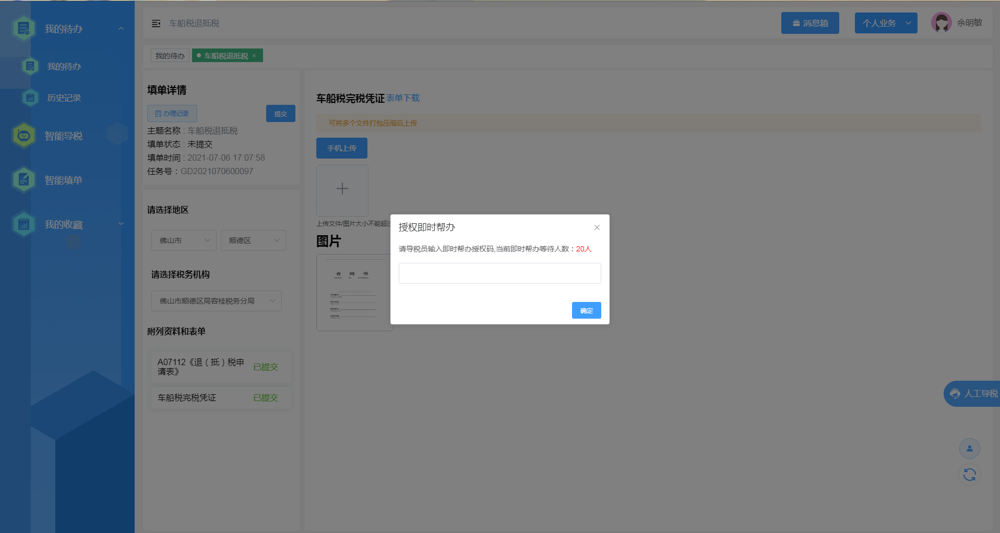 我的待办
我的待办
历史记录
智能导税
智能填单
我的收藏
车船税退抵税
消息箱
个人业务
余明敏
我的待办
车船税退抵税 ×
填单详情
办理记录
提交
主题名称 : 车船税退抵税
填单状态 : 未提交
填单时间 : 2021-07-06 17:07:58
任务号：GD2021070600097
请选择地区
佛山市
顺德区
请选择税务机构
佛山市顺德区局容桂税务分局
附列资料和表单
A07112《退（抵）税申
请表》
已提交
车船税完税凭证
已提交
车船税完税凭证 表单下载
可将多个文件打包压缩后上传
手机上传
上传文件/图片大小不能超过
图片
合 同 书
授权即时帮办
请导税员输入即时帮办授权码,当前即时帮办等待人数：20人
确定
人工导税